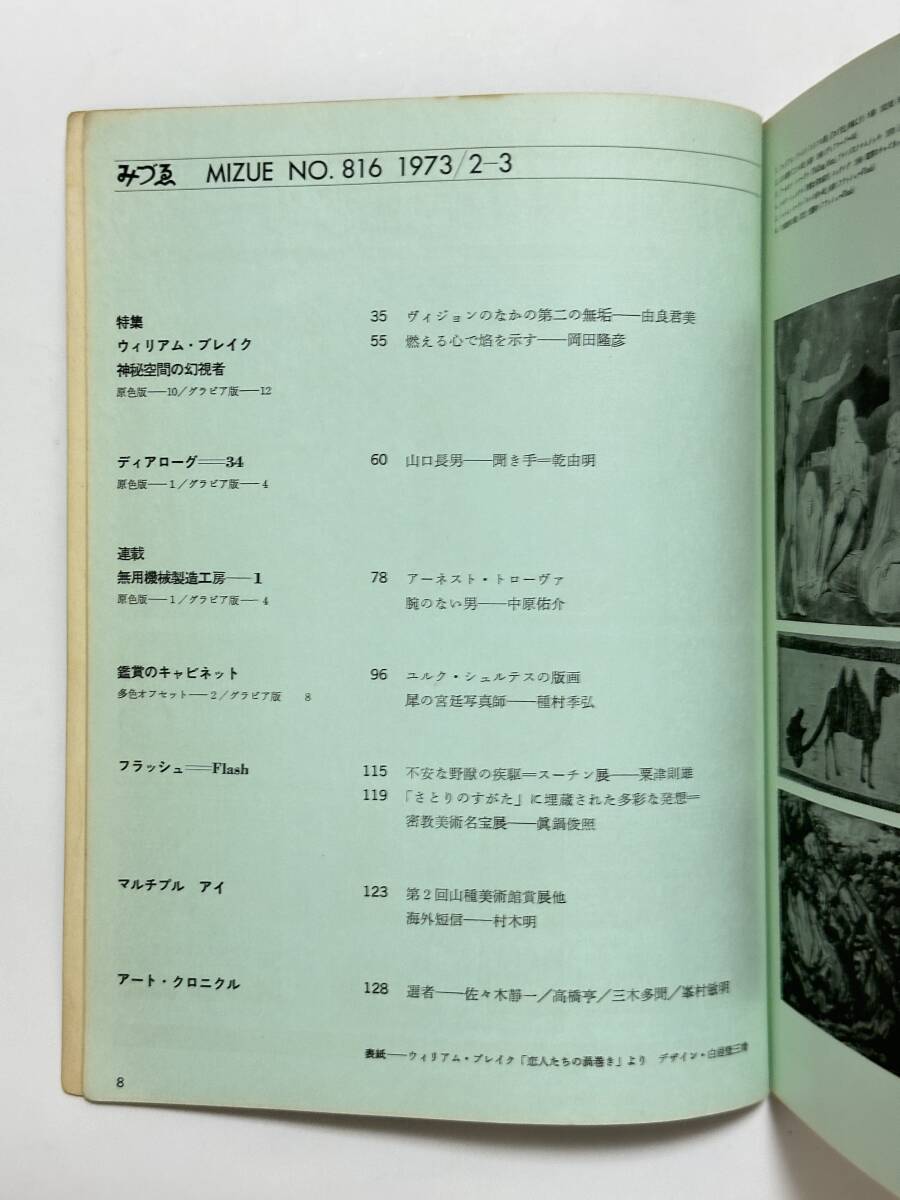 みづゑ MIZUE NO. 816 1973/2–3
特集
ウィリアム・ブレイク
神秘空間の幻視者
原色版──10／グラビア版──12
35 ヴィジョンのなかの第二の無垢──由良君美
55 燃える心で焰を示す──岡田隆彦
ディアローグ══34
原色版──1／グラビア版──4
60 山口長男──聞き手＝乾由明
連載
無用機械製造工房──1
原色版──1／グラビア版──4
78 アーネスト・トローヴァ
腕のない男──中原佑介
鑑賞のキャビネット
多色オフセット──2／グラビア版 8
96 ユルク・シュルテスの版画
犀の宮廷写真師──種村季弘
フラッシュ══Flash
115 不安な野獣の疾駆＝スーチン展──粟津則雄
119 「さとりのすがた」に埋蔵された多彩な発想＝
密教美術名宝展──眞鍋俊照
マルチプル アイ
123 第2回山種美術館賞展他
海外短信──村木明
アート・クロニクル
128 選者──佐々木静一／高橋亨／三木多聞／峯村敏明
表紙──ウィリアム・ブレイク「恋人たちの渦巻き」より デザイン・
8